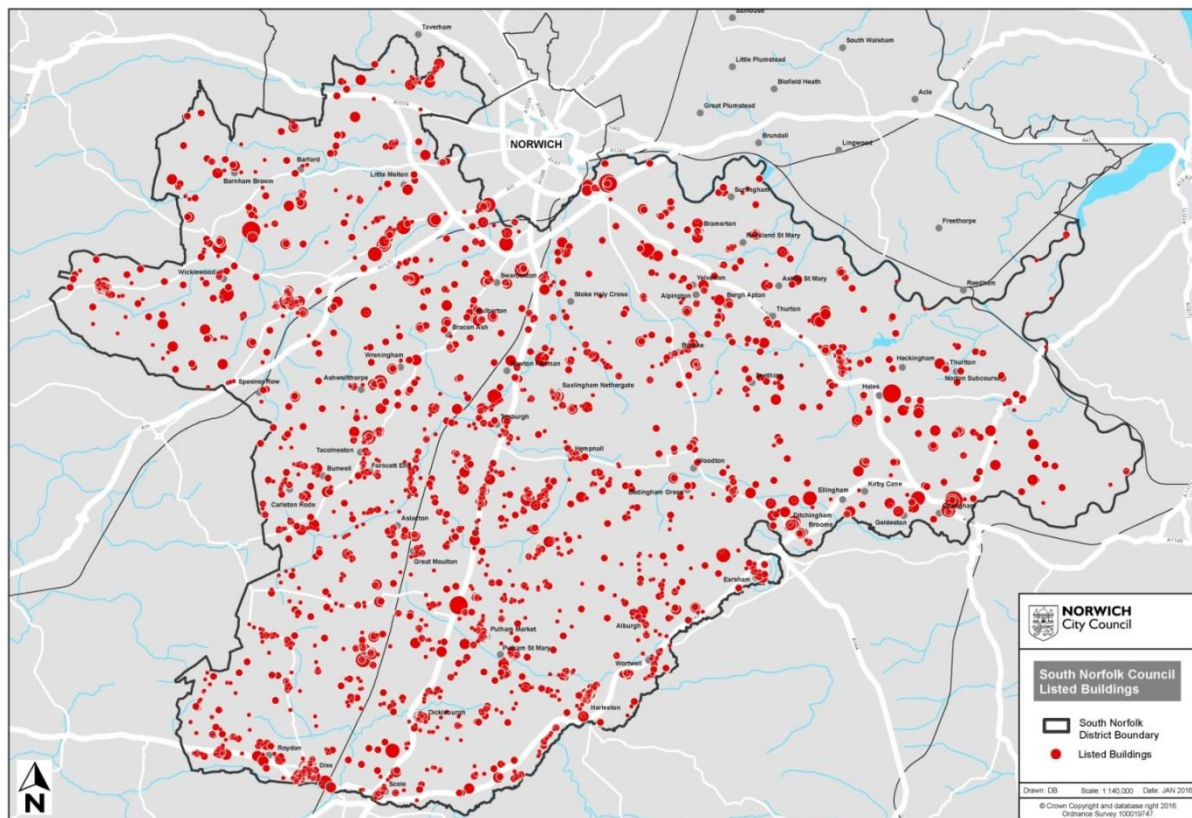 Taverham
Salhouse
South Walsham
Little Plumstead
Blofield Heath
Acle
Great Plumstead
Brundall
Lingwood
NORWICH
Barford
Barnham Broom
Little Melton
Surlingham
Bramerton
Freethorpe
Rockland St Mary
Wicklewood
Swardeston
Yelverton
Ashby St Mary
Reedham
Alpington
Bergh Apton
Stoke Holy Cross
Mulbarton
Thurton
Bracon Ash
Brooke
Wreningham
Newton Flotman
Heckingham
Thurlton
Norton Subcourse
Spooner Row
Ashwellthorpe
Saxlingham Nethergate
Seething
Hales
Tasburgh
Tacolneston
Hempnall
Bunwell
Forncett End
Woodton
Carleton Rode
Bedingham Green
Ellingham
Kirby Cane
Aslacton
Ditchingham
Broome
Geldeston
Gillingham
Great Moulton
Earsham
Pulham Market
Alburgh
Pulham St Mary
Wortwell
Dickleburgh
Harleston
Roydon
Diss
Scole
N
NORWICH
City Council
South Norfolk Council
Listed Buildings
South Norfolk
District Boundary
Listed Buildings
Drawn: DB Scale: 1:140,000 Date: JAN 2016
© Crown Copyright and database right 2016.
Ordnance Survey 100019747.